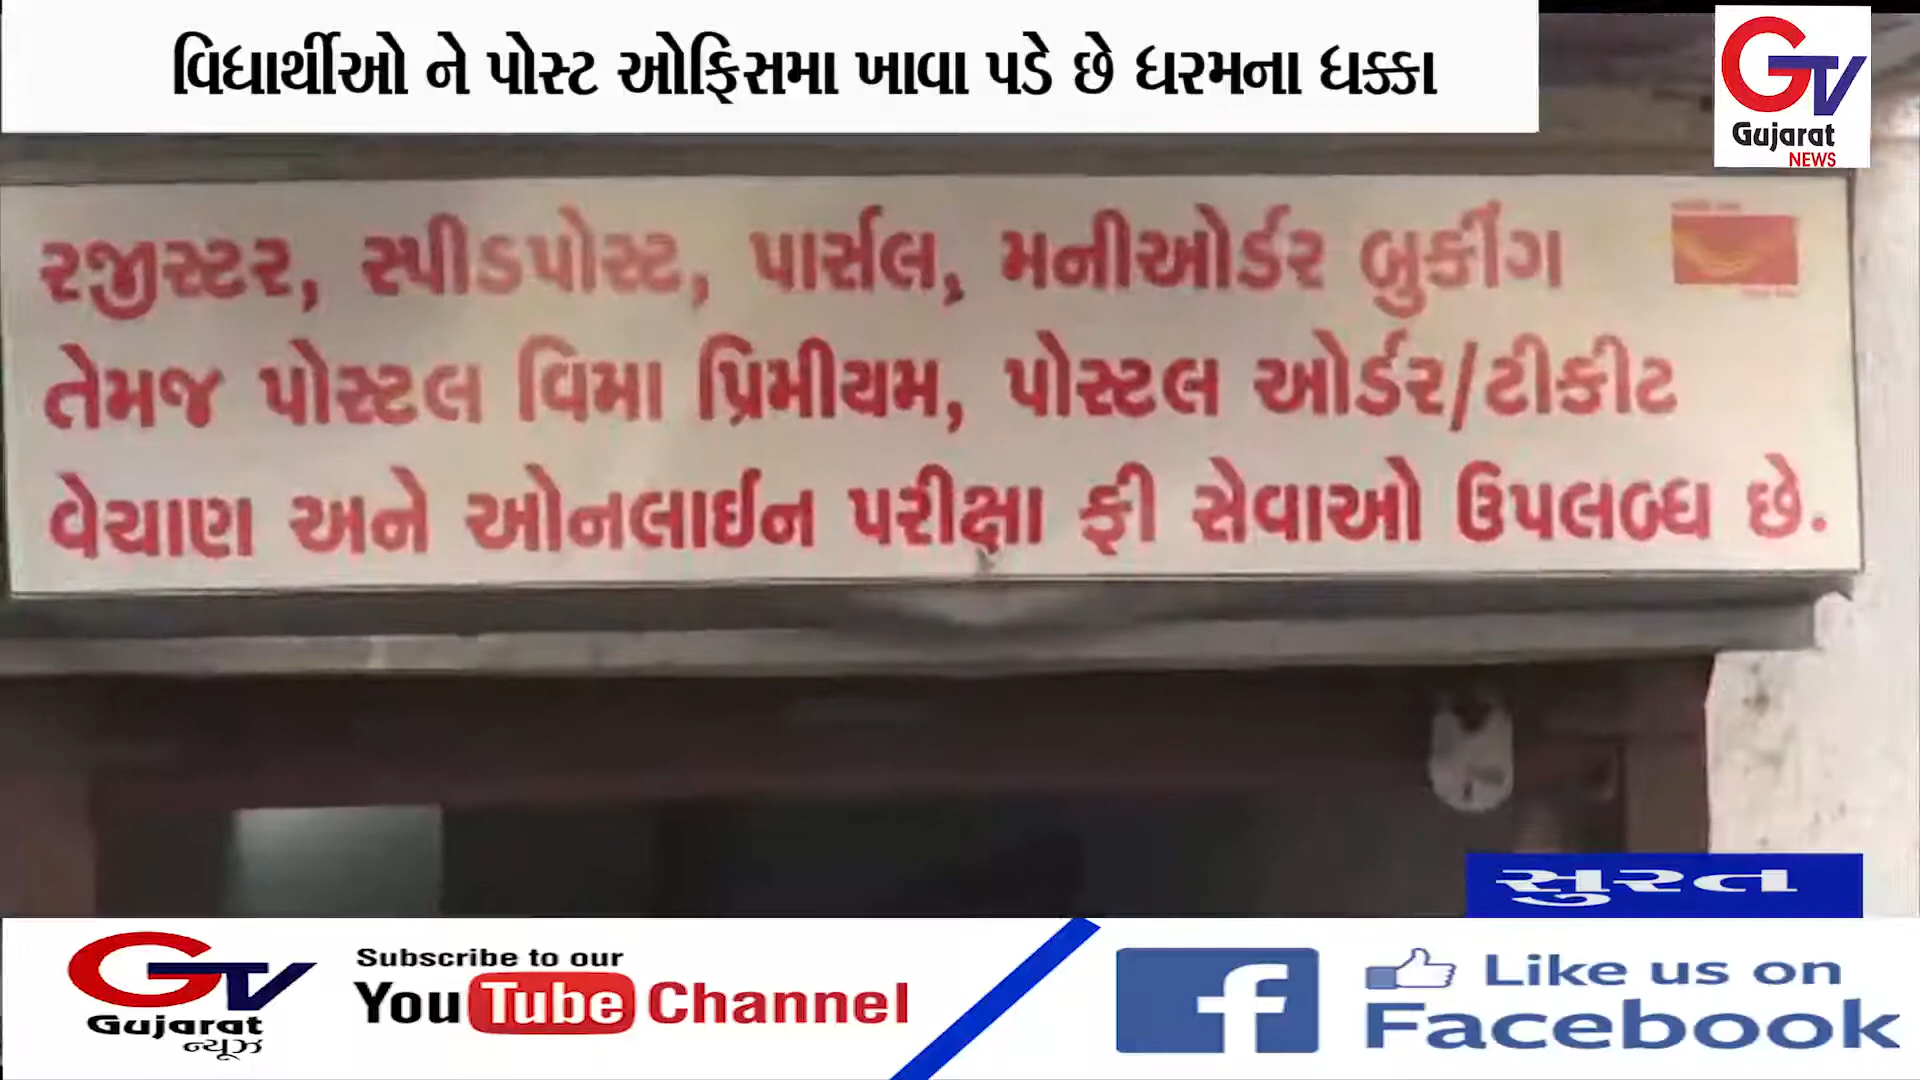 વિધાર્થીઓ ને પોસ્ટ ઓફિસમા ખાવા પડે છે ધરમના ધક્કા
GTV
Gujarat
NEWS
રજીસ્ટર, સ્પીડપોસ્ટ, પાર્સલ, મનીઓર્ડર બુકીંગ
તેમજ પોસ્ટલ વિમા પ્રિમીયમ, પોસ્ટલ ઓર્ડર/ટીકીટ
વેચાણ અને ઓનલાઈન પરીક્ષા ફી સેવાઓ ઉપલબ્ધ છે.
સુરત
GTV
Gujarat
ન્યૂઝ
Subscribe to our
YouTube Channel
f
Like us on
Facebook